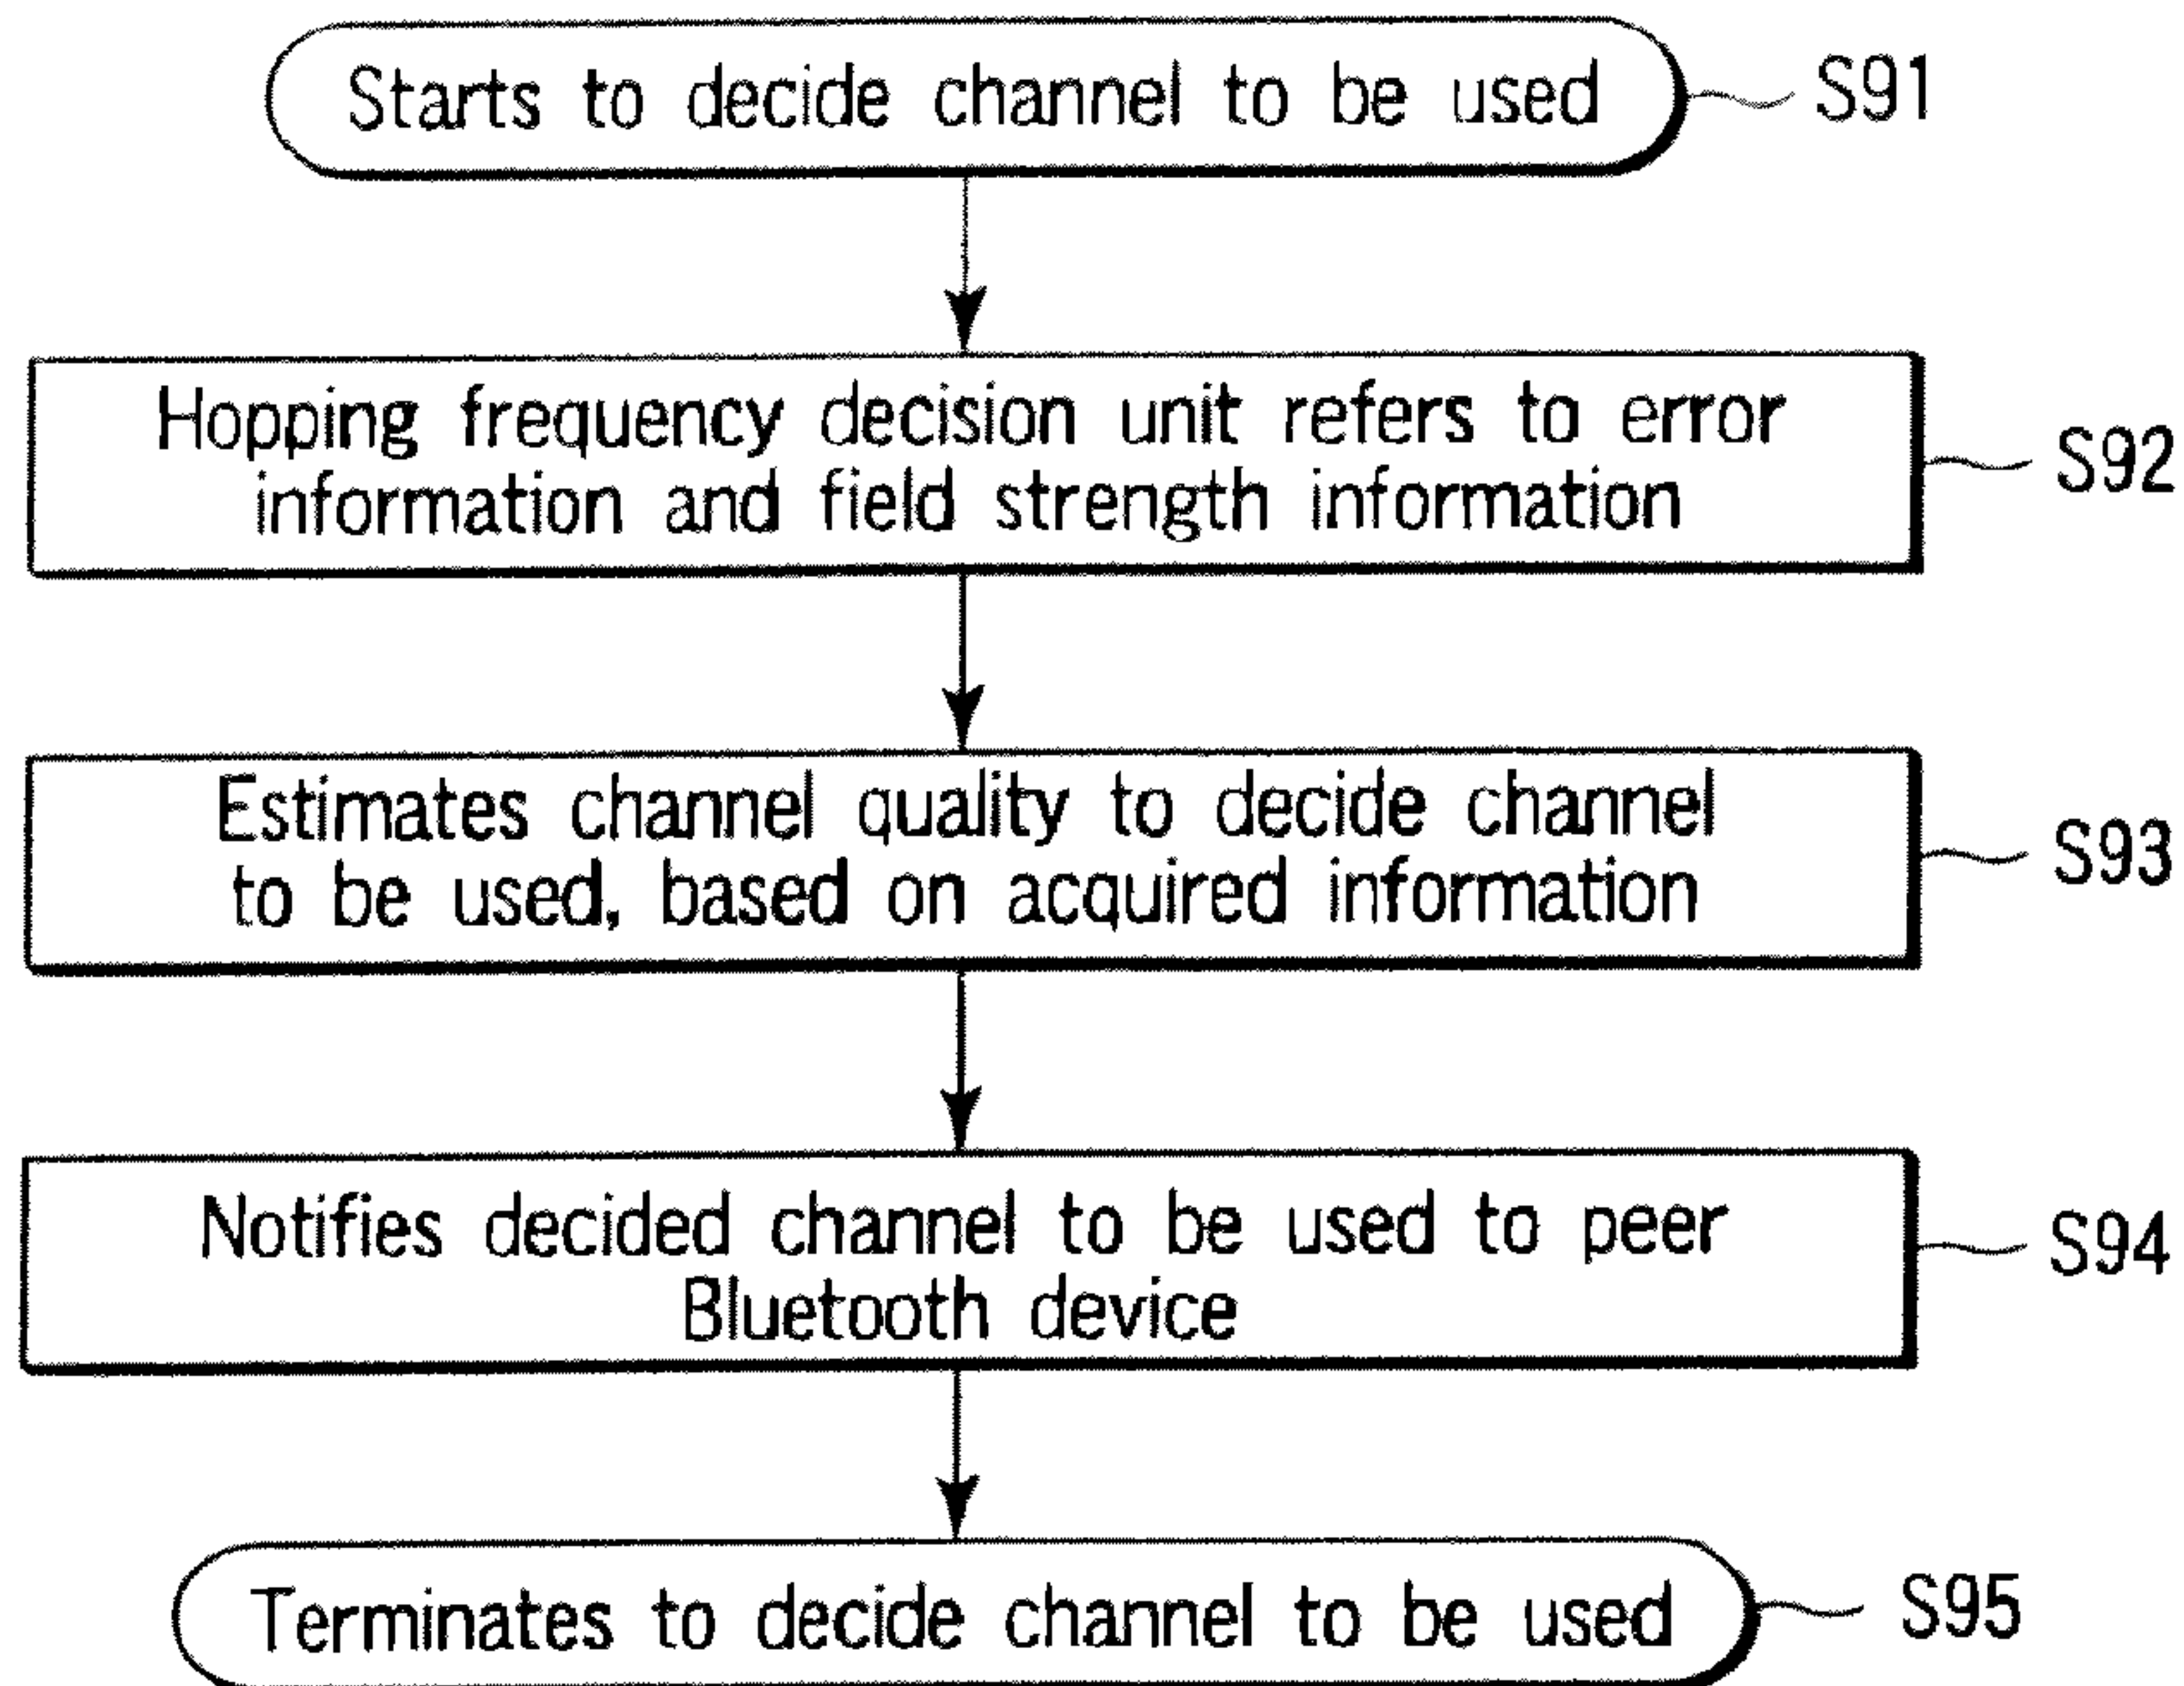 Starts to decide channel to be used
S91
Hopping frequency decision unit refers to error
information and field strength information
S92
Estimates channel quality to decide channel
to be used, based on acquired information
S93
Notifies decided channel to be used to peer
Bluetooth device
S94
Terminates to decide channel to be used
S95